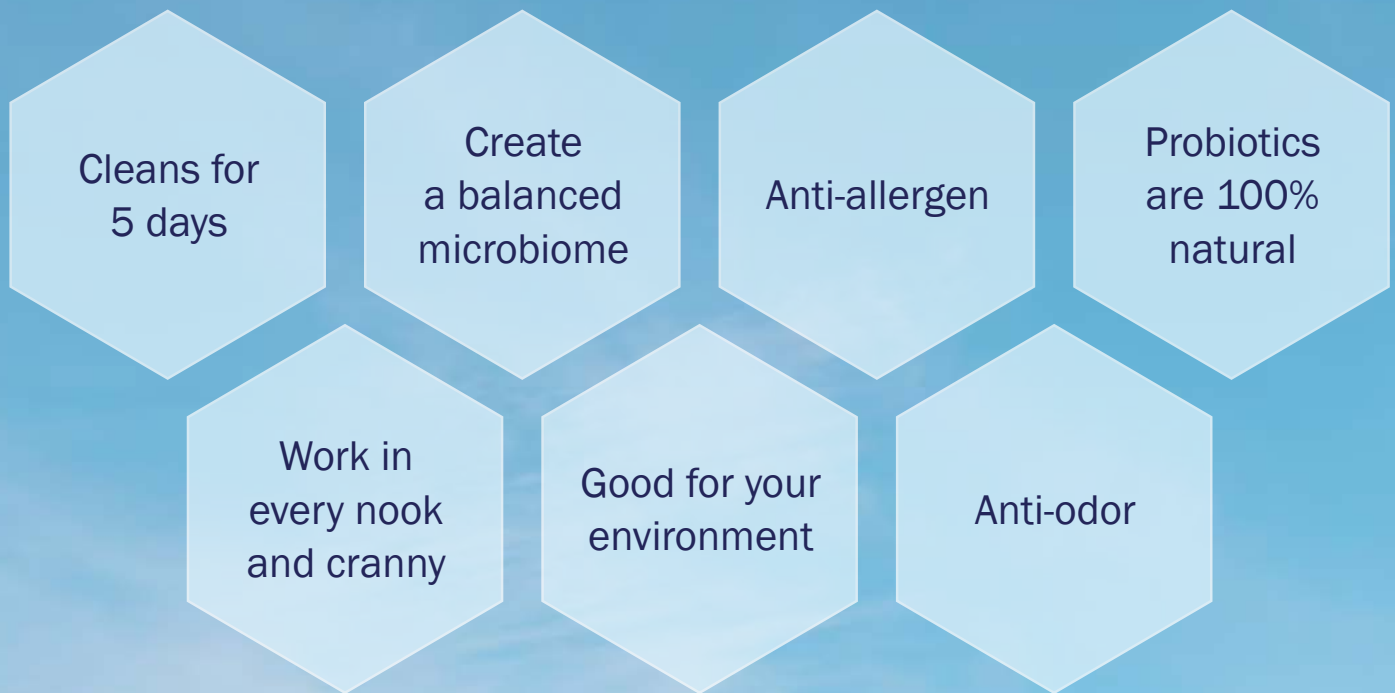 Cleans for
5 days
Create
a balanced
microbiome
Anti-allergen
Probiotics
are 100%
natural
Work in
every nook
and cranny
Good for your
environment
Anti-odor